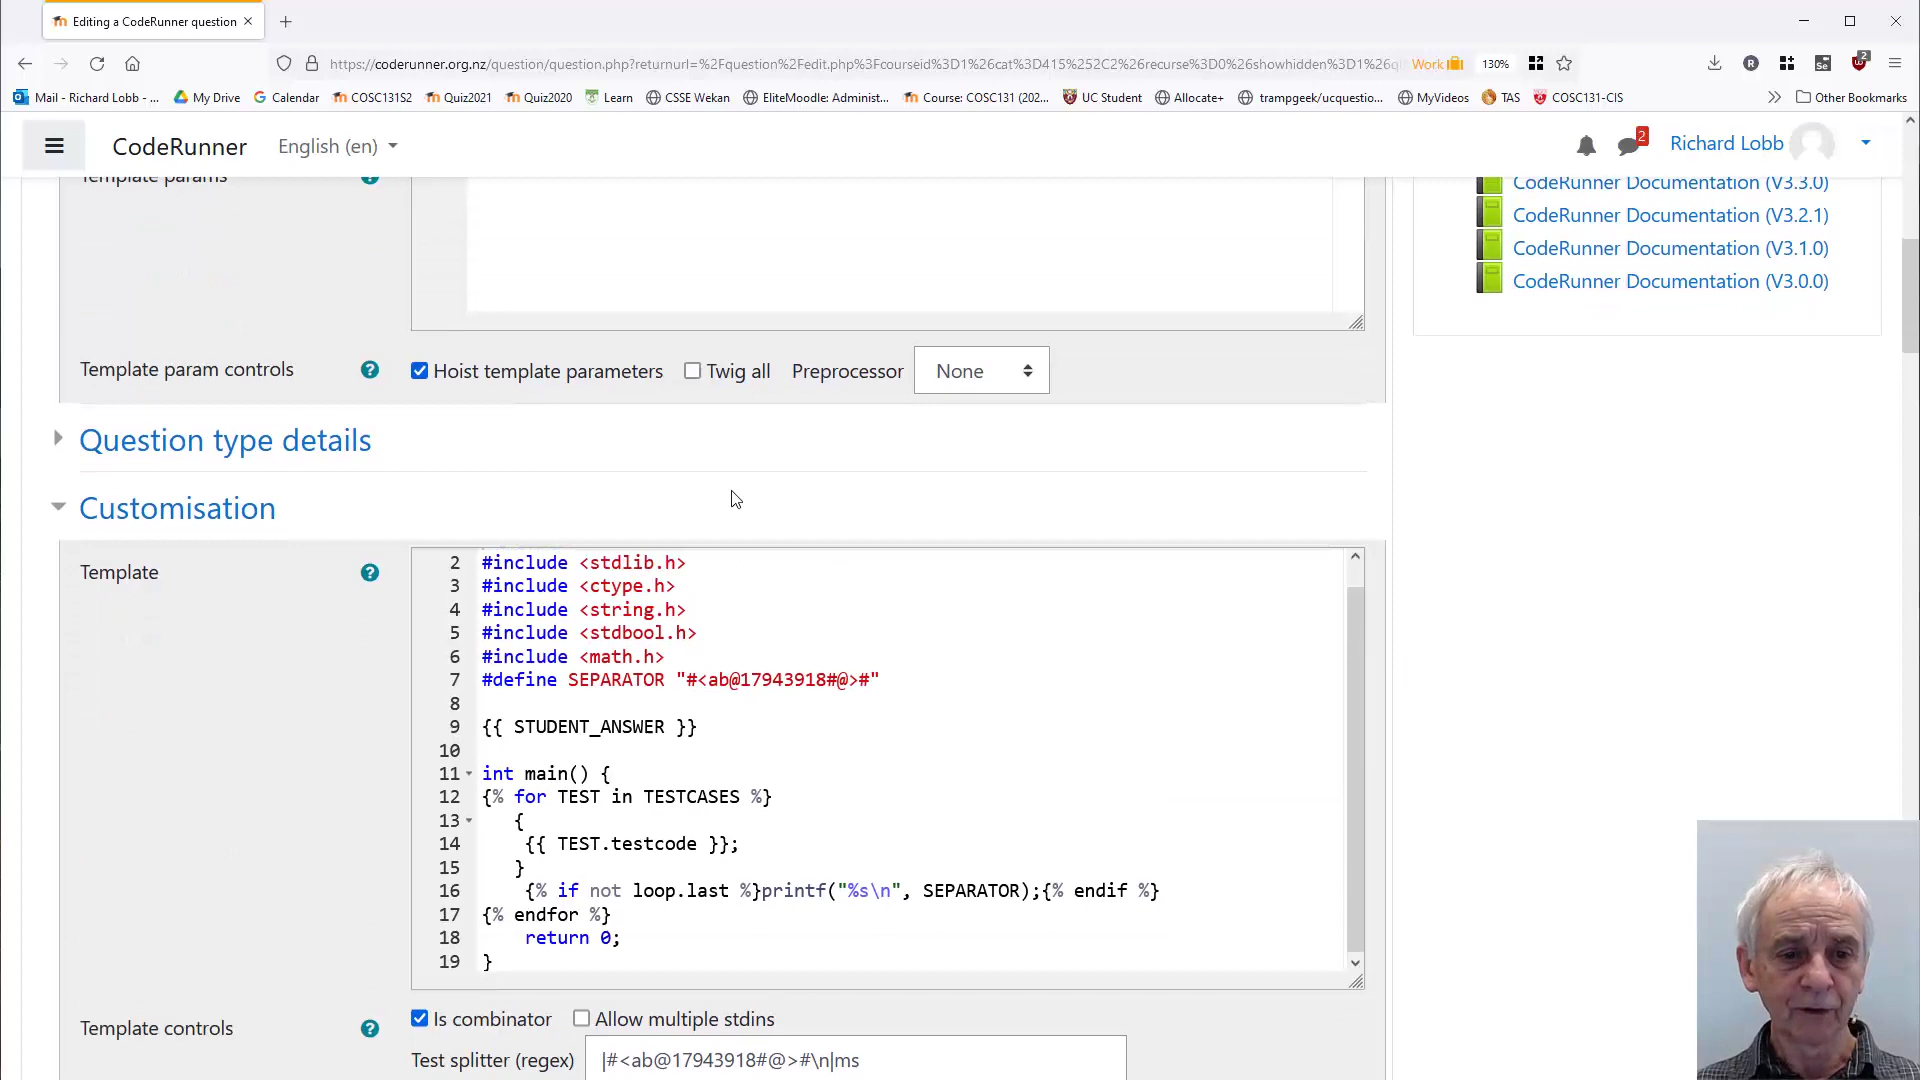 Editing a CodeRunner question
https://coderunner.org.nz/question/question.php?returnurl=%2Fquestion%2Fedit.php%3Fcourseid%3D1%26cat%3D415%252C2%26recurse%3D0%26showhidden%3D1%26ql Work 130%
Mail - Richard Lobb - ... My Drive Calendar COSC131S2 Quiz2021 Quiz2020 Learn CSSE Wekan EliteMoodle: Administ... Course: COSC131 (202... UC Student Allocate+ trampgeek/ucquestio... MyVideos TAS COSC131-CIS Other Bookmarks
CodeRunner English (en) 2 Richard Lobb 2
Template params
CodeRunner Documentation (V3.3.0)
CodeRunner Documentation (V3.2.1)
CodeRunner Documentation (V3.1.0)
CodeRunner Documentation (V3.0.0)
Template param controls Hoist template parameters Twig all Preprocessor None
Question type details
Customisation
Template
2 #include <stdlib.h>
3 #include <ctype.h>
4 #include <string.h>
5 #include <stdbool.h>
6 #include <math.h>
7 #define SEPARATOR "#<ab@17943918#@>#"
8
9 {{ STUDENT_ANSWER }}
10
11 int main() {
12 {% for TEST in TESTCASES %}
13 {
14 {{ TEST.testcode }};
15 }
16 {% if not loop.last %}printf("%s\n", SEPARATOR);{% endif %}
17 {% endfor %}
18 return 0;
19 }
Template controls Is combinator Allow multiple stdins
Test splitter (regex) |#<ab@17943918#@>#\n|ms